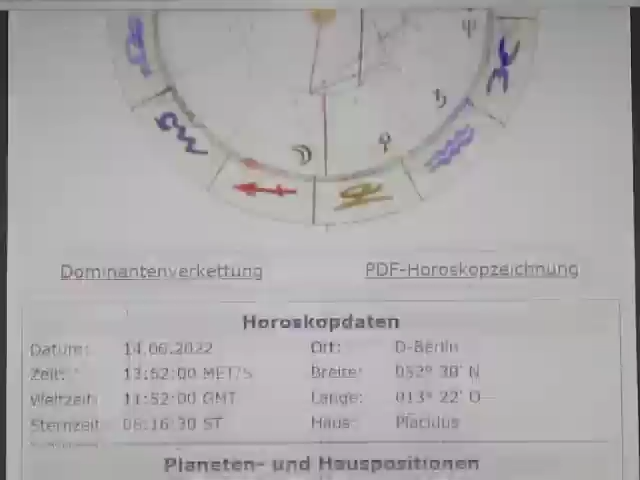 Dominantenverkettung PDF-Horoskopzeichnung
Horoskopdaten
Datum: 14.06.2022 Ort: D-Berlin
Zeit: 13:52:00 MET/S Breite: 052° 30' N
Weltzeit: 11:52:00 GMT Länge: 013° 22' O
Sternzeit: 06:16:30 ST Haus: Placidus
Planeten- und Hauspositionen